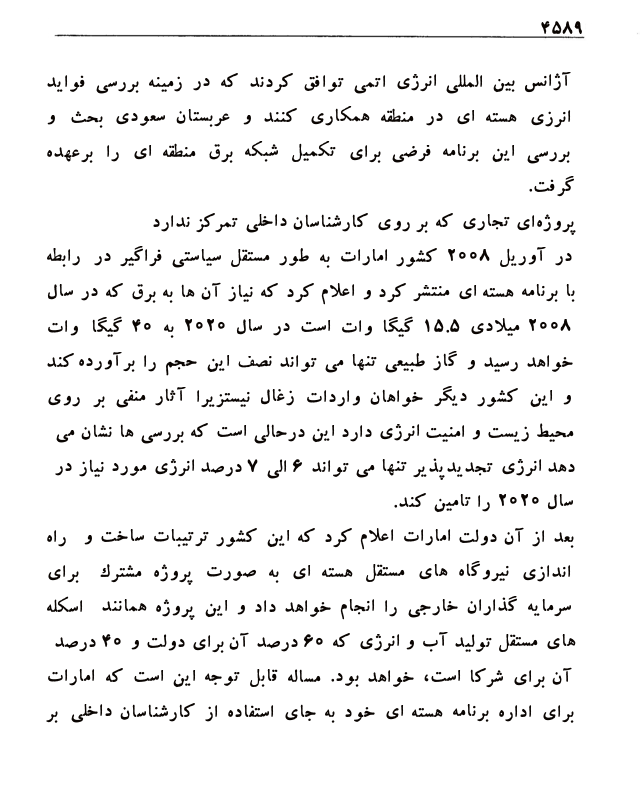 ۴۵۸۹
آژانس بین المللی انرژی اتمی توافق کردند که در زمینه بررسی فواید
انرزی هسته ای در منطقه همکاری کنند و عربستان سعودی بحث و
بررسی این برنامه فرضی برای تکمیل شبکه برق منطقه ای را برعهده
گرفت.
پروژه‌ای تجاری که بر روی کارشناسان داخلی تمرکز ندارد
در آوریل ۲۰۰۸ کشور امارات به طور مستقل سیاستی فراگیر در رابطه
با برنامه هسته ای منتشر کرد و اعلام کرد که نیاز آن ها به برق که در سال
۲۰۰۸ میلادی ۱۵.۵ گیگا وات است در سال ۲۰۲۰ به ۴۰ گیگا وات
خواهد رسید و گاز طبیعی تنها می تواند نصف این حجم را برآورده کند
و این کشور دیگر خواهان واردات زغال نیستزیرا آثار منفی بر روی
محیط زیست و امنیت انرژی دارد این درحالی است که بررسی ها نشان می
دهد انرژی تجدیدپذیر تنها می تواند ۶ الی ۷ درصد انرژی مورد نیاز در
سال ۲۰۲۰ را تامین کند.
بعد از آن دولت امارات اعلام کرد که این کشور ترتیبات ساخت و راه
اندازی نیروگاه های مستقل هسته ای به صورت پروژه مشترك برای
سرمایه گذاران خارجی را انجام خواهد داد و این پروژه همانند اسکله
های مستقل تولید آب و انرژی که ۶۰ درصد آن برای دولت و ۴۰ درصد
آن برای شرکا است، خواهد بود. مساله قابل توجه این است که امارات
برای اداره برنامه هسته ای خود به جای استفاده از کارشناسان داخلی بر